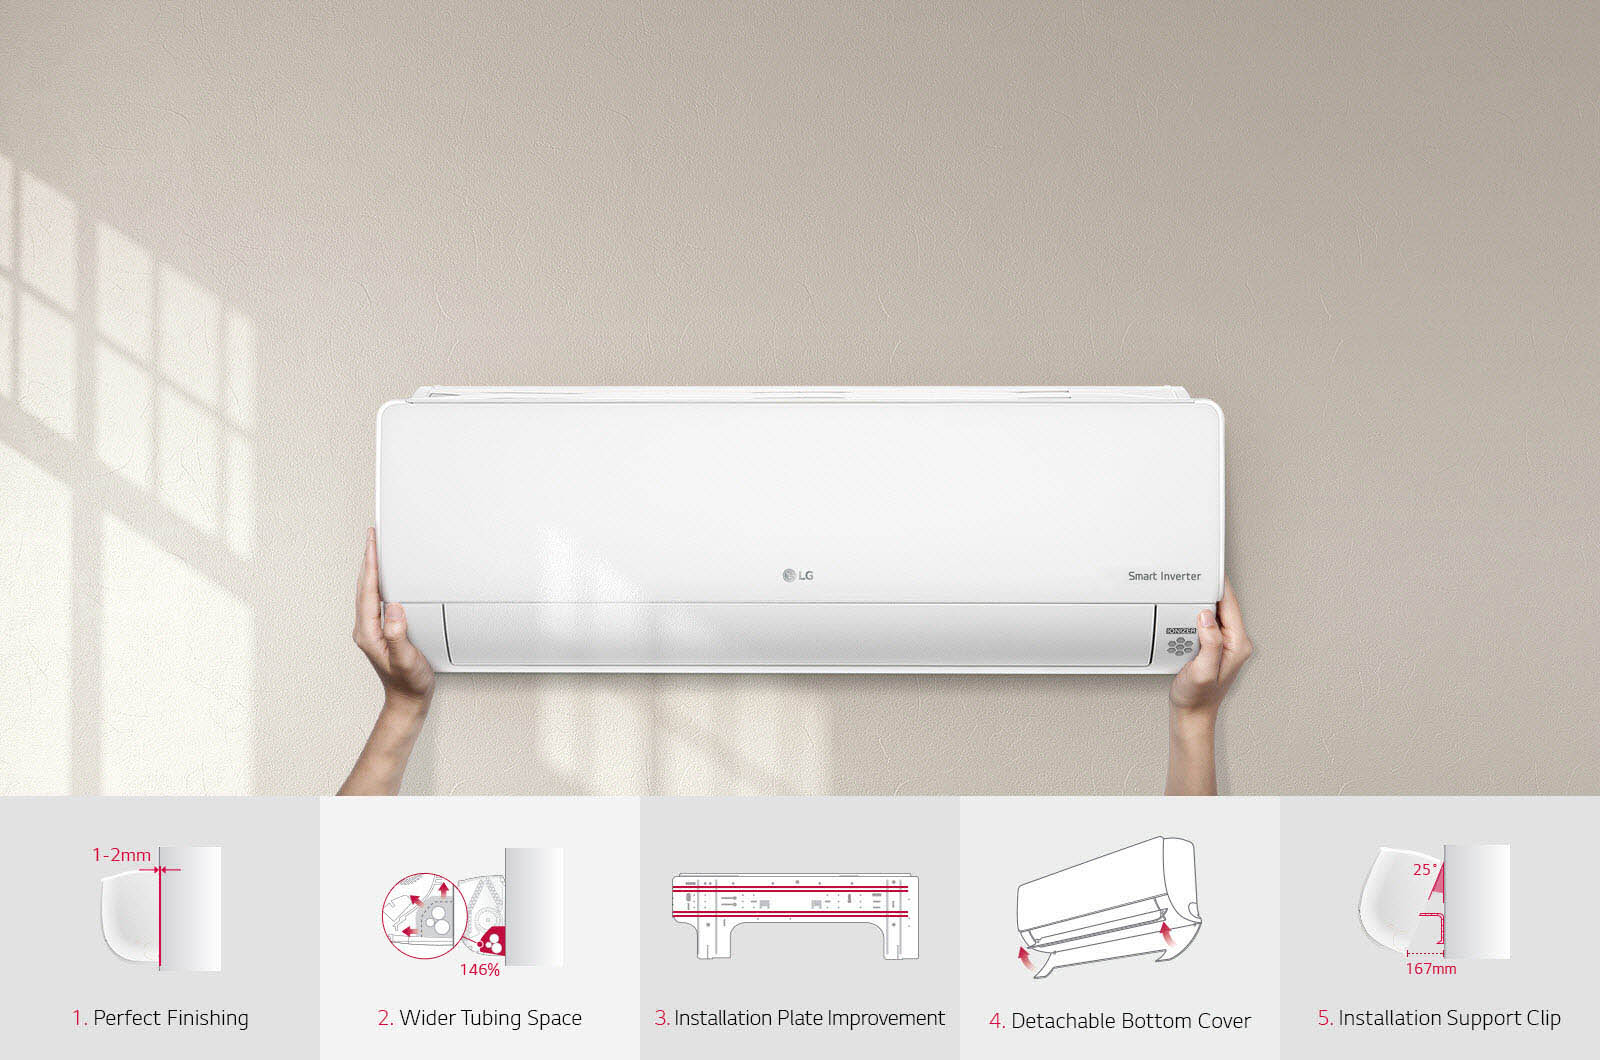 LG
Smart Inverter
IONIZER
1-2mm
1. Perfect Finishing
146%
2. Wider Tubing Space
3. Installation Plate Improvement
4. Detachable Bottom Cover
25°
167mm
5. Installation Support Clip